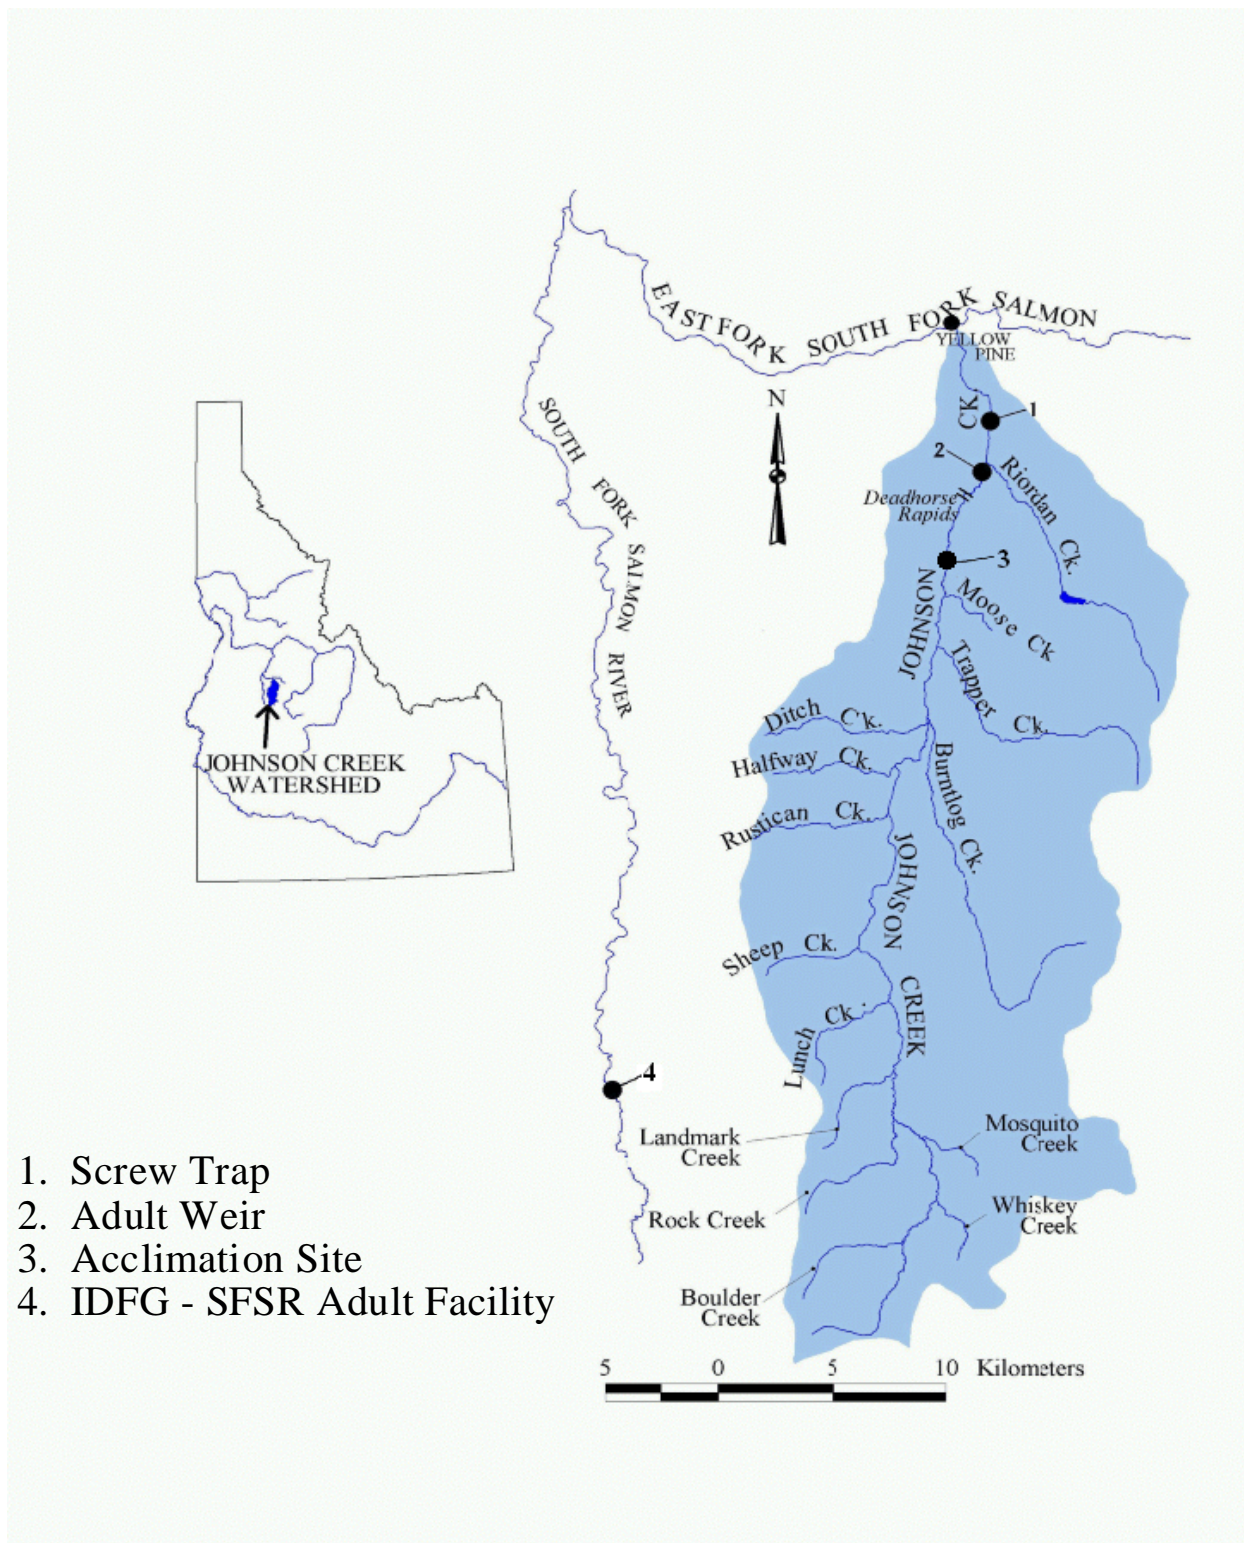 EAST FORK SOUTH FORK SALMON
YELLOW
PINE
N
SOUTH FORK SALMON RIVER
CK.
1
2
Riordan Ck.
Deadhorse
Rapids
3
JOHNSON
Moose Ck
Trapper Ck.
Ditch Ck.
Halfway Ck.
Burntlog Ck.
Rustican Ck.
JOHNSON CREEK
WATERSHED
JOHNSON
CREEK
Sheep Ck.
Lunch Ck.
4
Landmark
Creek
Mosquito
Creek
Rock Creek
Whiskey
Creek
Boulder
Creek
1. Screw Trap
2. Adult Weir
3. Acclimation Site
4. IDFG - SFSR Adult Facility
5 0 5 10 Kilometers